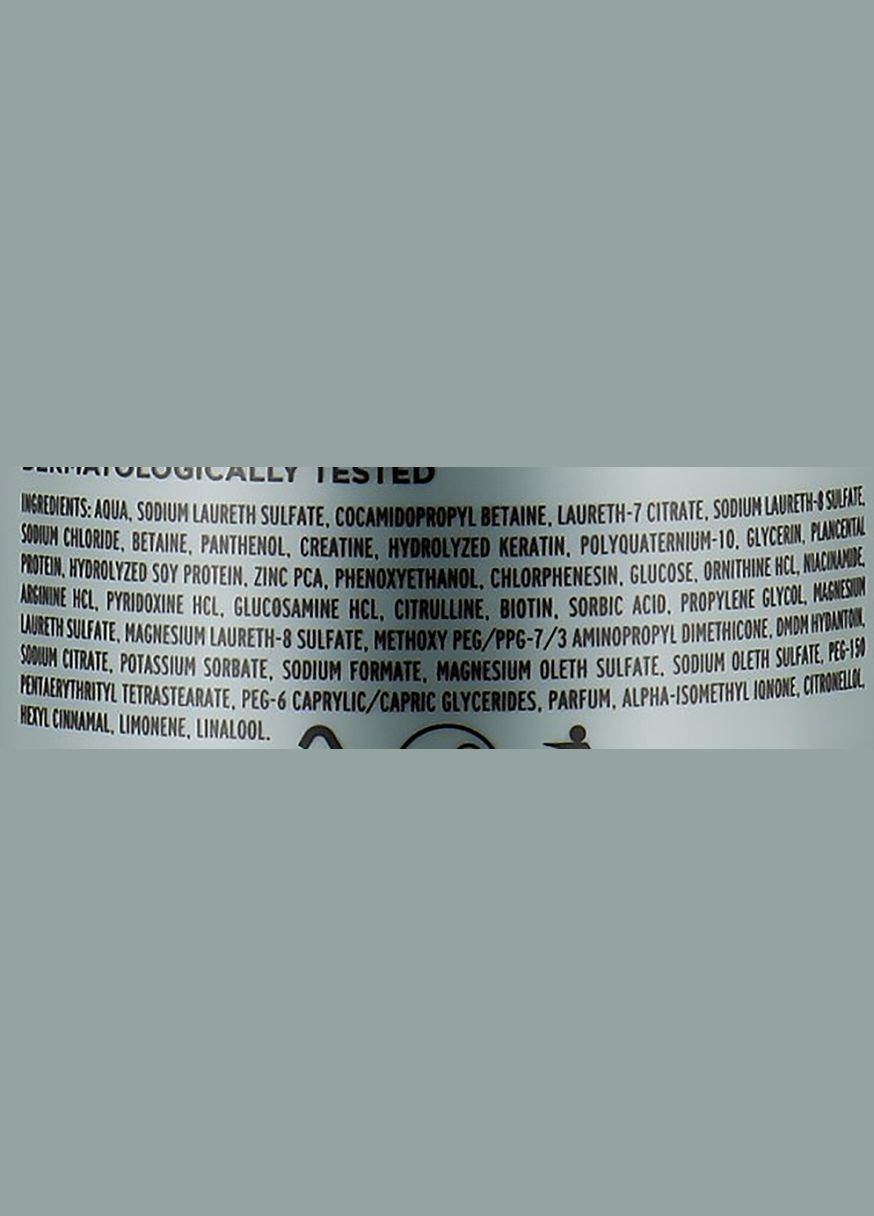 DERMATOLOGICALLY TESTED
INGREDIENTS: AQUA, SODIUM LAURETH SULFATE, COCAMIDOPROPYL BETAINE, LAURETH-7 CITRATE, SODIUM LAURETH-8 SULFATE,
SODIUM CHLORIDE, BETAINE, PANTHENOL, CREATINE, HYDROLYZED KERATIN, POLYQUATERNIUM-10, GLYCERIN, PLANCENTAL
PROTEIN, HYDROLYZED SOY PROTEIN, ZINC PCA, PHENOXYETHANOL, CHLORPHENESIN, GLUCOSE, ORNITHINE HCL, NIACINAMIDE,
ARGININE HCL, PYRIDOXINE HCL, GLUCOSAMINE HCL, CITRULLINE, BIOTIN, SORBIC ACID, PROPYLENE GLYCOL, MAGNESIUM
LAURETH SULFATE, MAGNESIUM LAURETH-8 SULFATE, METHOXY PEG/PPG-7/3 AMINOPROPYL DIMETHICONE, DMDM HYDANTOIN,
SODIUM CITRATE, POTASSIUM SORBATE, SODIUM FORMATE, MAGNESIUM OLETH SULFATE, SODIUM OLETH SULFATE, PEG-150
PENTAERYTHRITYL TETRASTEARATE, PEG-6 CAPRYLIC/CAPRIC GLYCERIDES, PARFUM, ALPHA-ISOMETHYL IONONE, CITRONELLOL,
HEXYL CINNAMAL, LIMONENE, LINALOOL.